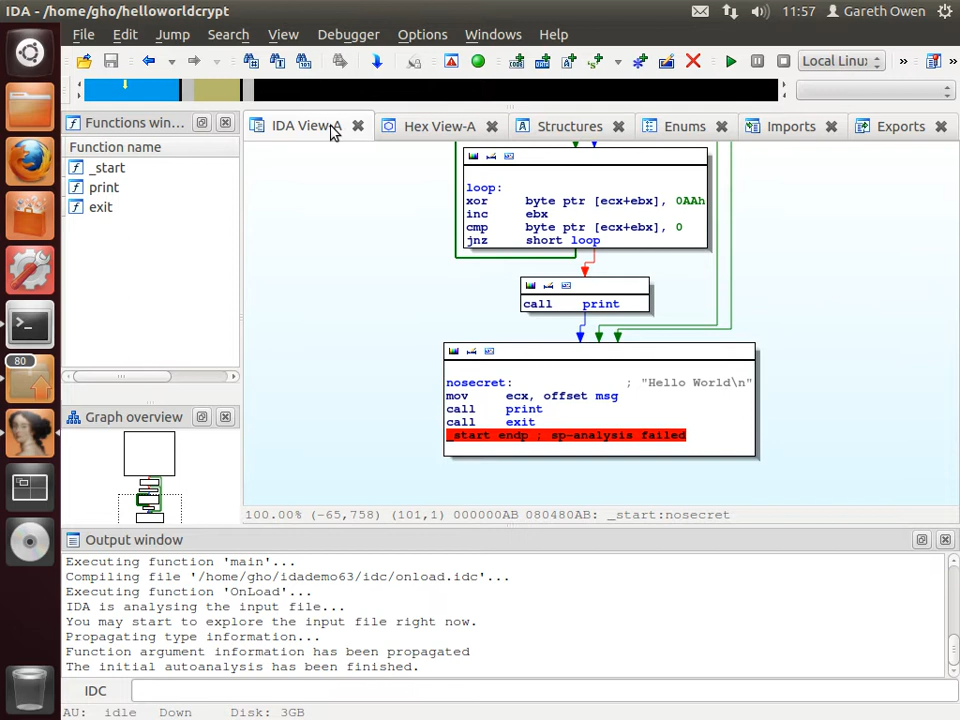 IDA - /home/gho/helloworldcrypt
11:57
Gareth Owen
File Edit Jump Search View Debugger Options Windows Help
Local Linu
»
»
Functions win...
IDA View-A
Hex View-A
Structures
Enums
Imports
Exports
Function name
_start
print
exit
loop:
xor byte ptr [ecx+ebx], 0AAh
inc ebx
cmp byte ptr [ecx+ebx], 0
jnz short loop
call print
80
nosecret: ; "Hello World\n"
mov ecx, offset msg
call print
call exit
_start endp ; sp-analysis failed
Graph overview
100.00% (-65,758) (101,1) 000000AB 080480AB: _start:nosecret
Output window
Executing function 'main'...
Compiling file '/home/gho/idademo63/idc/onload.idc'...
Executing function 'OnLoad'...
IDA is analysing the input file...
You may start to explore the input file right now.
Propagating type information...
Function argument information has been propagated
The initial autoanalysis has been finished.
IDC
AU: idle Down Disk: 3GB